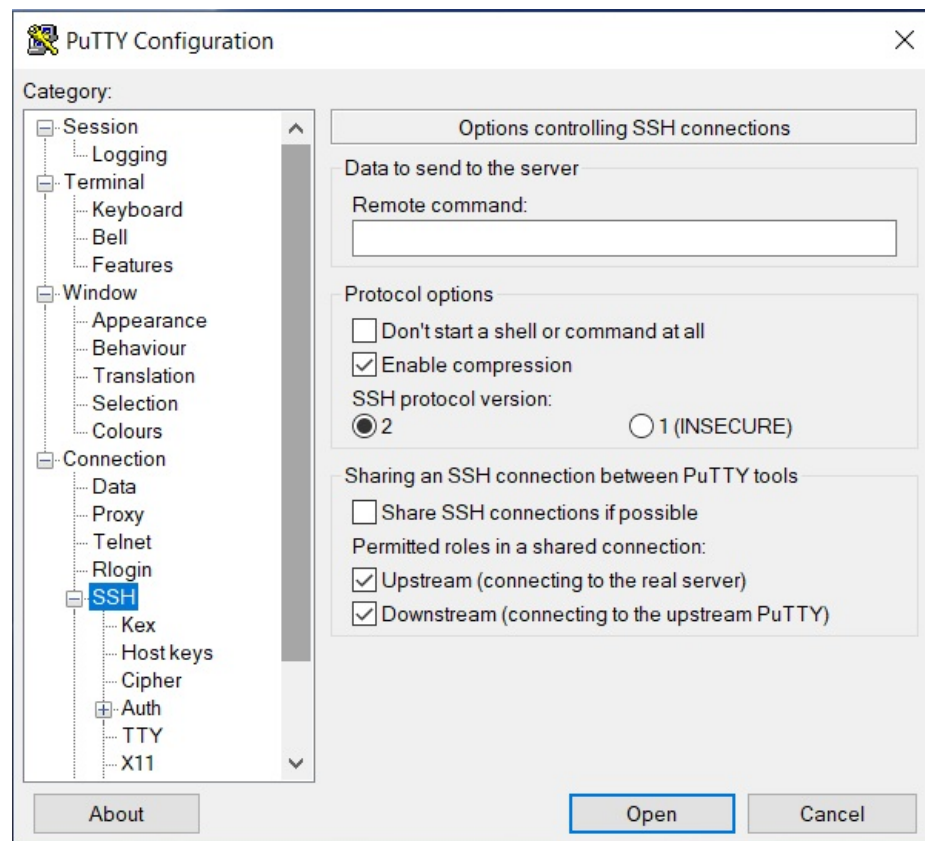 PuTTY Configuration
Category:
Session
Logging
Terminal
Keyboard
Bell
Features
Window
Appearance
Behaviour
Translation
Selection
Colours
Connection
Data
Proxy
Telnet
Rlogin
SSH
Kex
Host keys
Cipher
Auth
TTY
X11
Options controlling SSH connections
Data to send to the server
Remote command:
Protocol options
Don't start a shell or command at all
Enable compression
SSH protocol version:
2 1 (INSECURE)
Sharing an SSH connection between PuTTY tools
Share SSH connections if possible
Permitted roles in a shared connection:
Upstream (connecting to the real server)
Downstream (connecting to the upstream PuTTY)
About Open Cancel